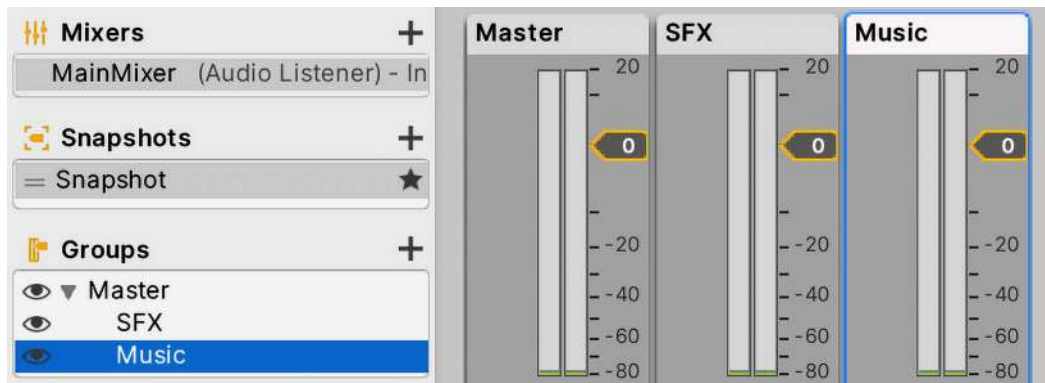 Mixers +
MainMixer (Audio Listener) - In
Snapshots +
Snapshot
Groups +
Master
SFX
Music
Master
20
0
-20
-40
-60
-80
SFX
20
0
-20
-40
-60
-80
Music
20
0
-20
-40
-60
-80